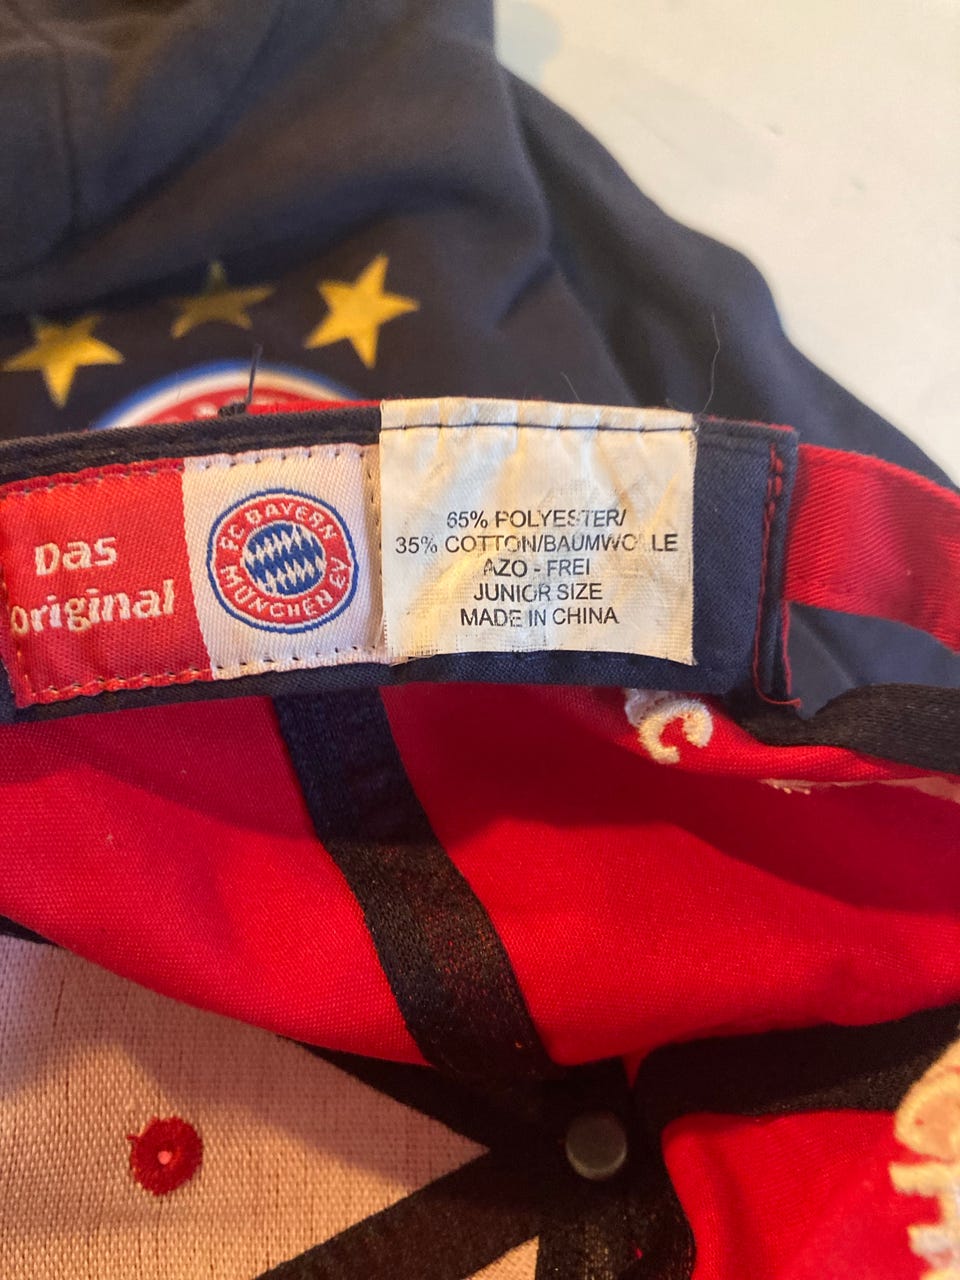 Das
original
FC BAYERN
MÜNCHEN EV
65% POLYESTER/
35% COTTON/BAUMWOLLE
AZO - FREI
JUNIOR SIZE
MADE IN CHINA